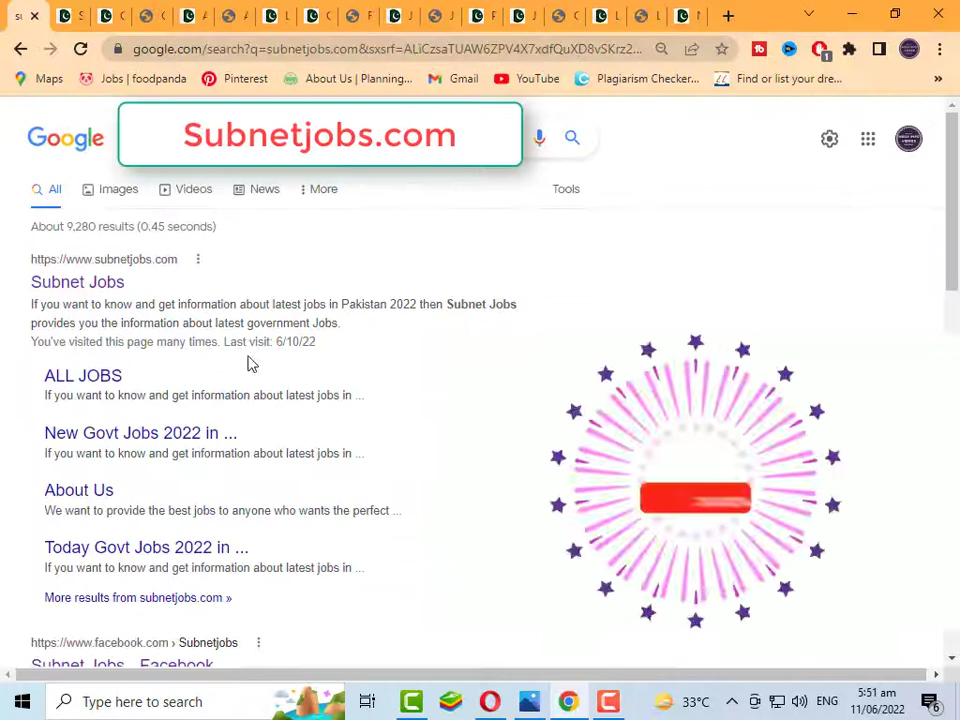 S
C
C
A
A
L
C
F
J
J
F
J
C
L
L
N
google.com/search?q=subnetjobs.com&sxsrf=ALiCzsaTUAW6ZPV4X7xdfQuXD8vSKrz2...
1
Maps
Jobs | foodpanda
Pinterest
About Us | Planning...
Gmail
YouTube
Plagiarism Checker...
Find or list your dre...
»
Google
Subnetjobs.com
All
Images
Videos
News
More
Tools
About 9,280 results (0.45 seconds)
https://www.subnetjobs.com
Subnet Jobs
If you want to know and get information about latest jobs in Pakistan 2022 then Subnet Jobs
provides you the information about latest government Jobs.
You've visited this page many times. Last visit: 6/10/22
ALL JOBS
If you want to know and get information about latest jobs in ...
New Govt Jobs 2022 in ...
If you want to know and get information about latest jobs in ...
About Us
We want to provide the best jobs to anyone who wants the perfect ...
Today Govt Jobs 2022 in ...
If you want to know and get information about latest jobs in ...
More results from subnetjobs.com »
https://www.facebook.com › Subnetjobs
Subnet Jobs - Facebook
Type here to search
33°C
ENG
5:51 am
11/06/2022
6